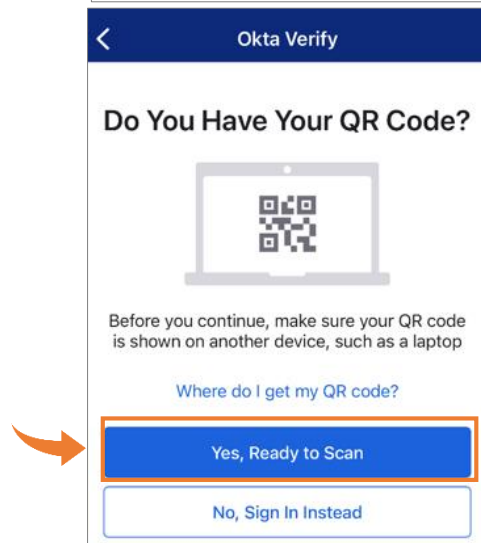 Okta Verify
Do You Have Your QR Code?
Before you continue, make sure your QR code
is shown on another device, such as a laptop
Where do I get my QR code?
Yes, Ready to Scan
No, Sign In Instead